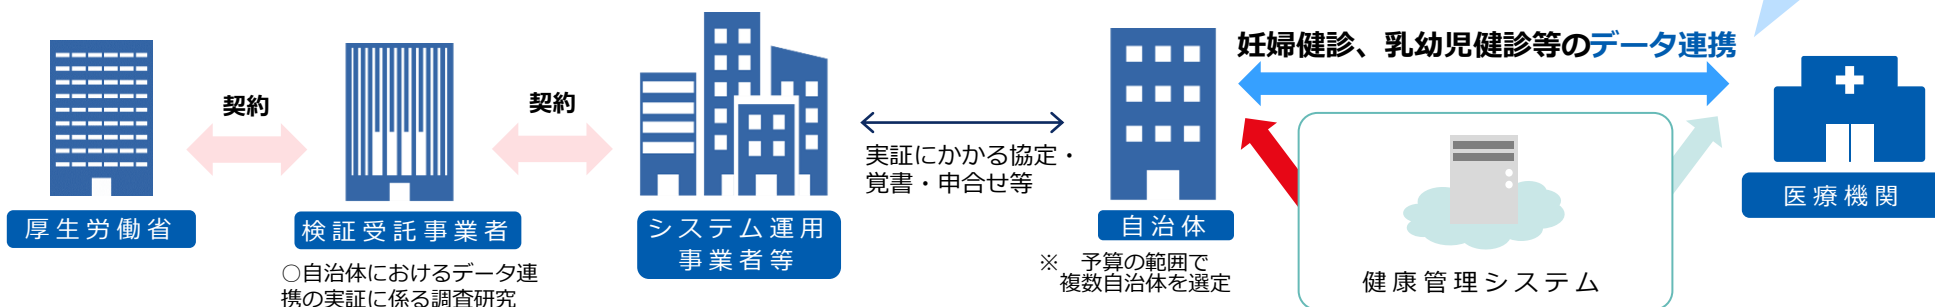 妊婦健診、乳幼児健診等のデータ連携
契約
契約
実証にかかる協定・
覚書・申合せ等
厚生労働省
検証受託事業者
システム運用
事業者等
自治体
医療機関
○自治体におけるデータ連
携の実証に係る調査研究
※　予算の範囲で
複数自治体を選定
健康管理システム